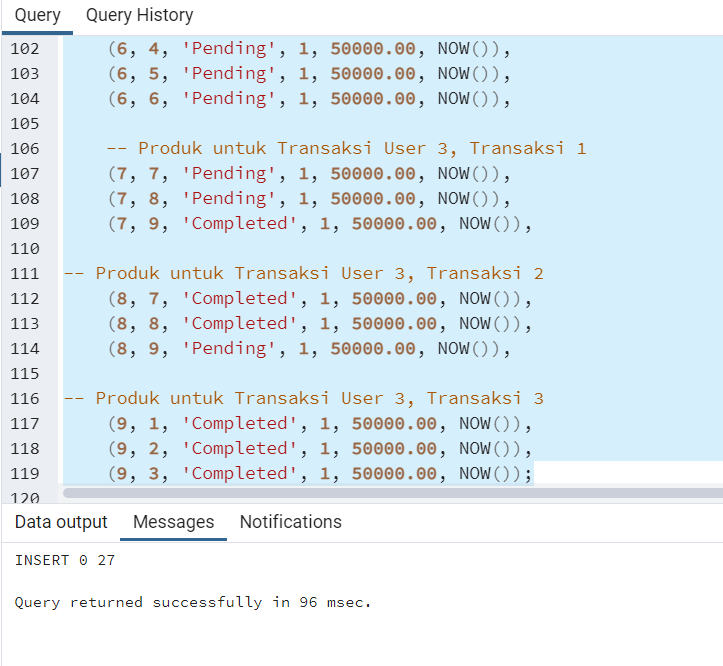 Query Query History
102 (6, 4, 'Pending', 1, 50000.00, NOW()),
103 (6, 5, 'Pending', 1, 50000.00, NOW()),
104 (6, 6, 'Pending', 1, 50000.00, NOW()),
105
106 -- Produk untuk Transaksi User 3, Transaksi 1
107 (7, 7, 'Pending', 1, 50000.00, NOW()),
108 (7, 8, 'Pending', 1, 50000.00, NOW()),
109 (7, 9, 'Completed', 1, 50000.00, NOW()),
110
111 -- Produk untuk Transaksi User 3, Transaksi 2
112 (8, 7, 'Completed', 1, 50000.00, NOW()),
113 (8, 8, 'Completed', 1, 50000.00, NOW()),
114 (8, 9, 'Pending', 1, 50000.00, NOW()),
115
116 -- Produk untuk Transaksi User 3, Transaksi 3
117 (9, 1, 'Completed', 1, 50000.00, NOW()),
118 (9, 2, 'Completed', 1, 50000.00, NOW()),
119 (9, 3, 'Completed', 1, 50000.00, NOW());
120
Data output Messages Notifications
INSERT 0 27
Query returned successfully in 96 msec.